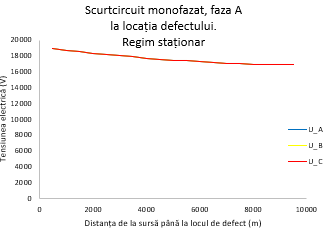 Scurtcircuit monofazat, faza A
la locația defectului.
Regim staționar
Tensiunea electrică (V)
20000
18000
16000
14000
12000
10000
8000
6000
4000
2000
0
U_A
U_B
U_C
0 2000 4000 6000 8000 10000
Distanța de la sursă până la locul de defect (m)